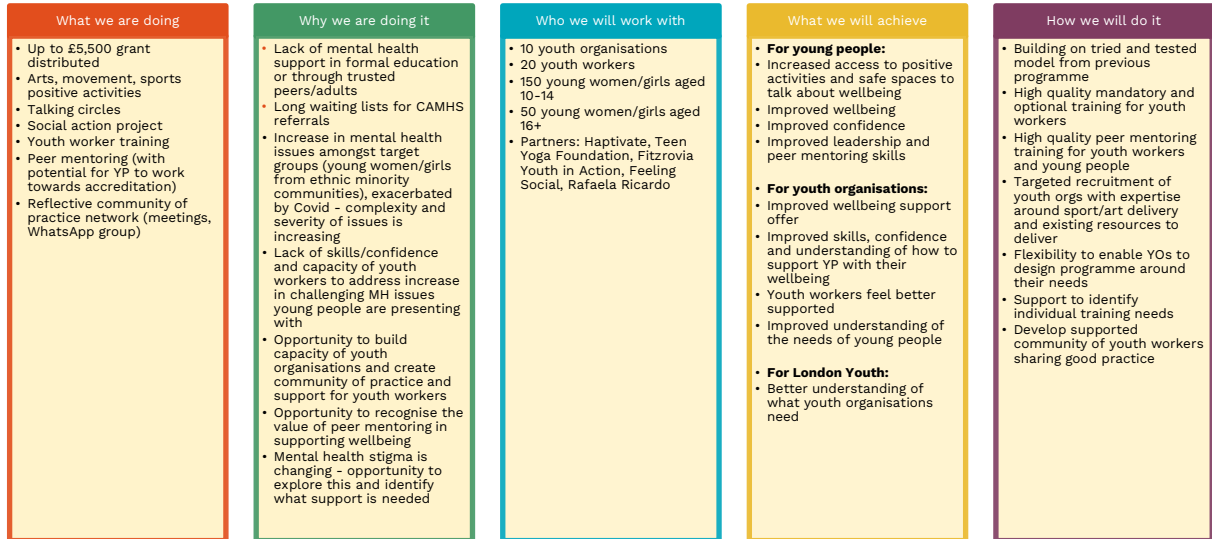 What we are doing
• Up to £5,500 grant
distributed
• Arts, movement, sports
positive activities
• Talking circles
• Social action project
• Youth worker training
• Peer mentoring (with
potential for YP to work
towards accreditation)
• Reflective community of
practice network (meetings,
WhatsApp group)
Why we are doing it
• Lack of mental health
support in formal education
or through trusted
peers/adults
• Long waiting lists for CAMHS
referrals
• Increase in mental health
issues amongst target
groups (young women/girls
from ethnic minority
communities), exacerbated
by Covid - complexity and
severity of issues is
increasing
• Lack of skills/confidence
and capacity of youth
workers to address increase
in challenging MH issues
young people are presenting
with
• Opportunity to build
capacity of youth
organisations and create
community of practice and
support for youth workers
• Opportunity to recognise the
value of peer mentoring in
supporting wellbeing
• Mental health stigma is
changing - opportunity to
explore this and identify
what support is needed
Who we will work with
• 10 youth organisations
• 20 youth workers
• 150 young women/girls aged
10-14
• 50 young women/girls aged
16+
• Partners: Haptivate, Teen
Yoga Foundation, Fitzrovia
Youth in Action, Feeling
Social, Rafaela Ricardo
What we will achieve
• For young people:
• Increased access to positive
activities and safe spaces to
talk about wellbeing
• Improved wellbeing
• Improved confidence
• Improved leadership and
peer mentoring skills
• For youth organisations:
• Improved wellbeing support
offer
• Improved skills, confidence
and understanding of how to
support YP with their
wellbeing
• Youth workers feel better
supported
• Improved understanding of
the needs of young people
• For London Youth:
• Better understanding of
what youth organisations
need
How we will do it
• Building on tried and tested
model from previous
programme
• High quality mandatory and
optional training for youth
workers
• High quality peer mentoring
training for youth workers
and young people
• Targeted recruitment of
youth orgs with expertise
around sport/art delivery
and existing resources to
deliver
• Flexibility to enable YOs to
design programme around
their needs
• Support to identify
individual training needs
• Develop supported
community of youth workers
sharing good practice